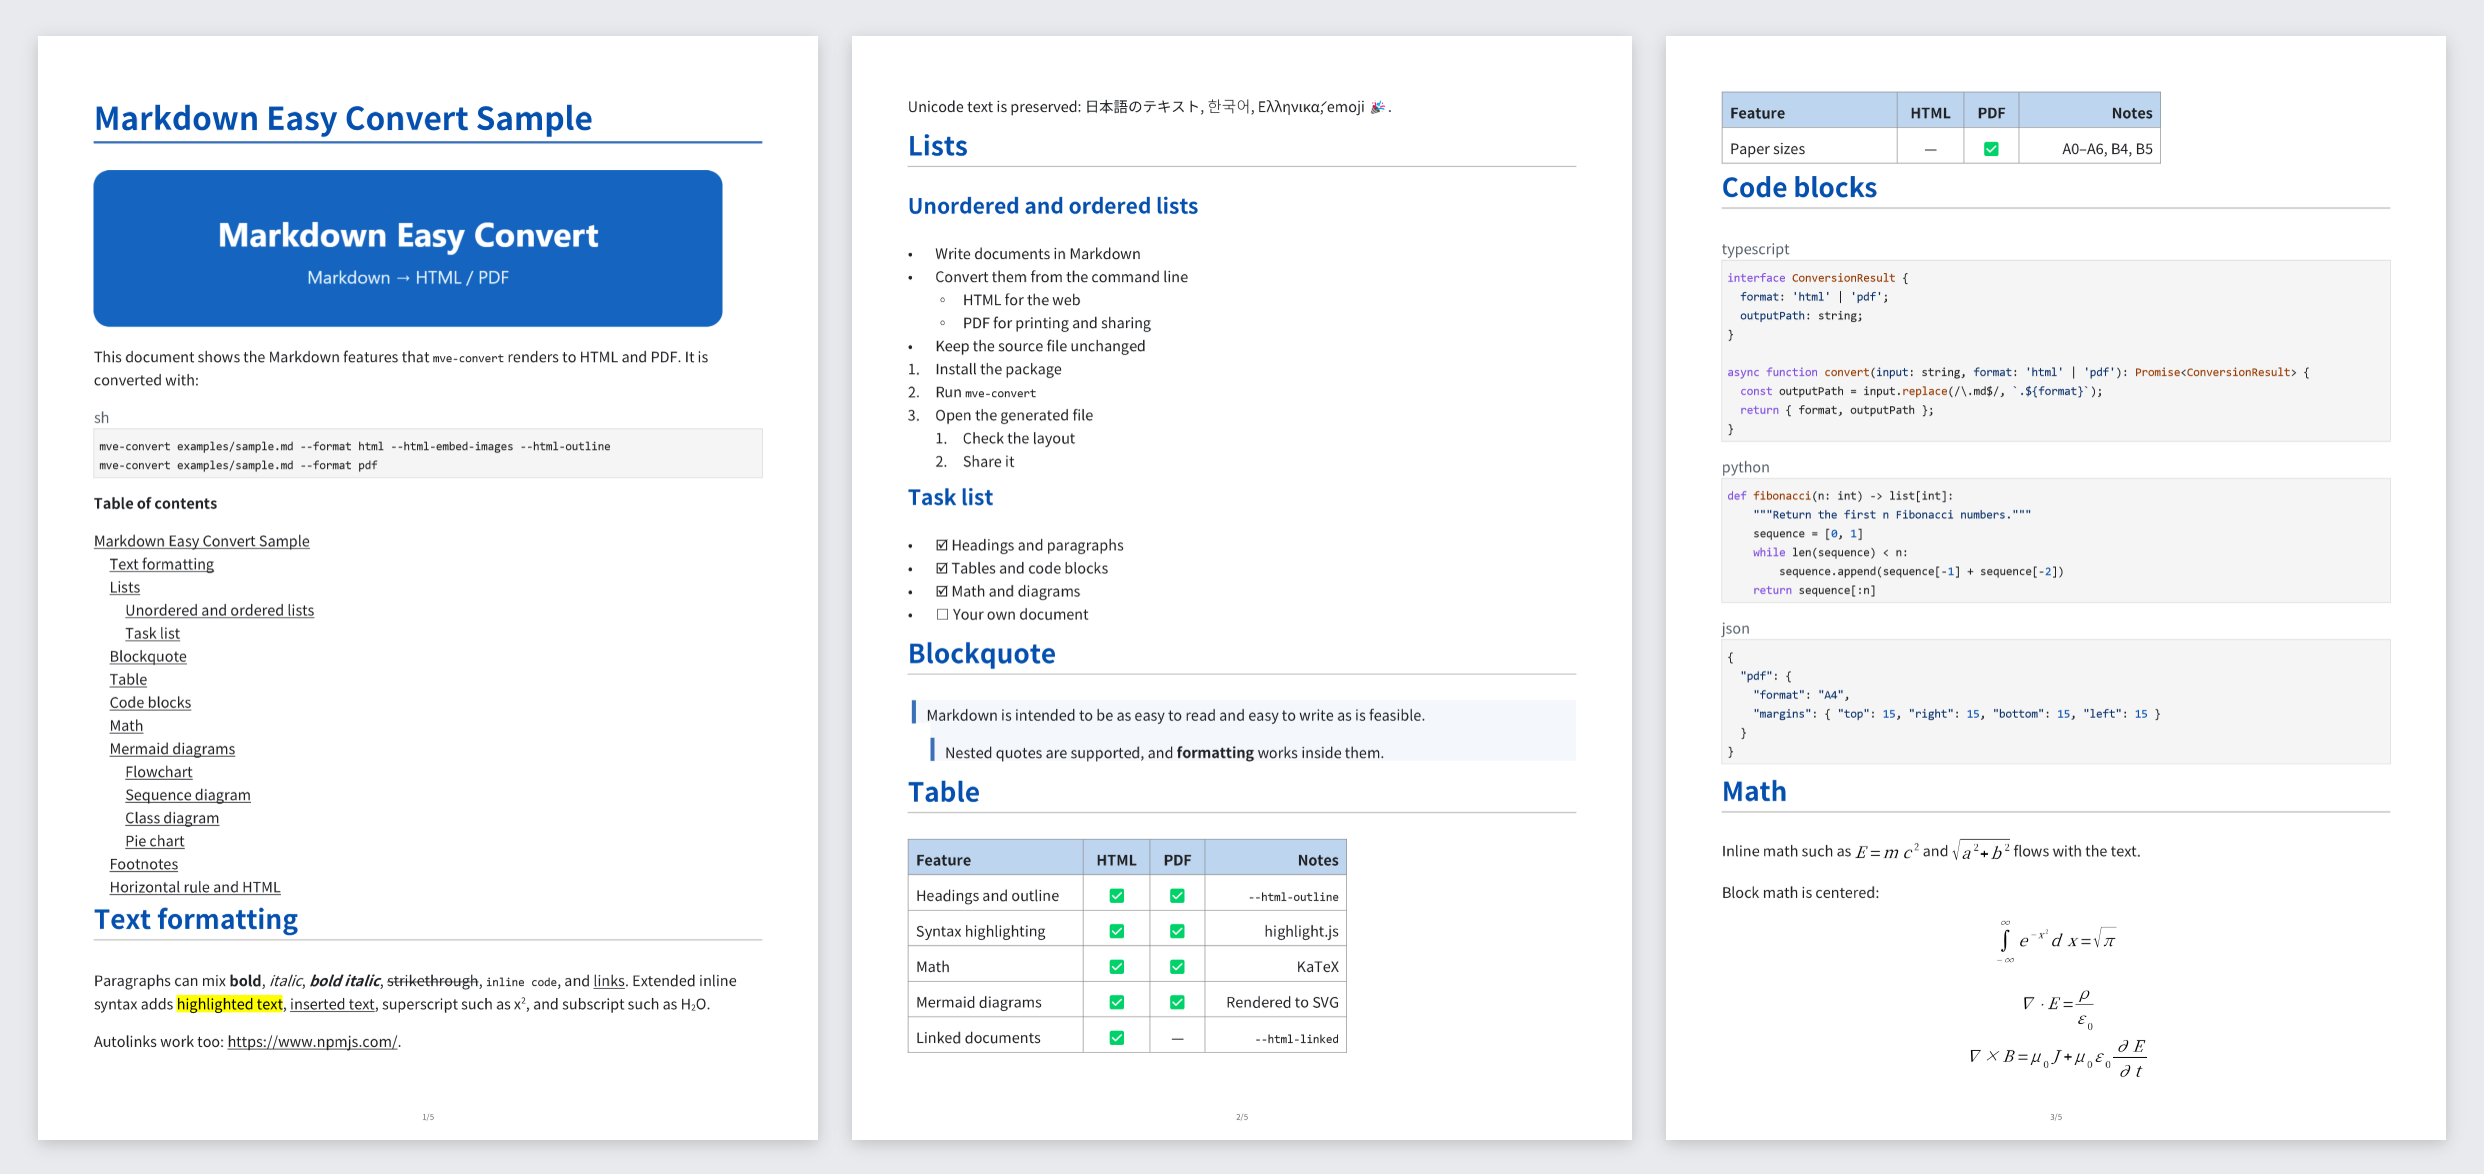 Markdown Easy Convert Sample
Markdown Easy Convert
Markdown → HTML / PDF
This document shows the Markdown features that mve-convert renders to HTML and PDF. It is
converted with:
sh
mve-convert examples/sample.md --format html --html-embed-images --html-outline
mve-convert examples/sample.md --format pdf
Table of contents
Markdown Easy Convert Sample
Text formatting
Lists
Unordered and ordered lists
Task list
Blockquote
Table
Code blocks
Math
Mermaid diagrams
Flowchart
Sequence diagram
Class diagram
Pie chart
Footnotes
Horizontal rule and HTML
Text formatting
Paragraphs can mix bold, italic, bold italic, strikethrough, inline code, and links. Extended inline
syntax adds highlighted text, inserted text, superscript such as x², and subscript such as H₂O.
Autolinks work too: https://www.npmjs.com/.
1/5
Unicode text is preserved: 日本語のテキスト, 한국어, Ελληνικά, emoji 🎉.
Lists
Unordered and ordered lists
• Write documents in Markdown
• Convert them from the command line
◦ HTML for the web
◦ PDF for printing and sharing
• Keep the source file unchanged
1. Install the package
2. Run mve-convert
3. Open the generated file
1. Check the layout
2. Share it
Task list
• ☑ Headings and paragraphs
• ☑ Tables and code blocks
• ☑ Math and diagrams
• ☐ Your own document
Blockquote
Markdown is intended to be as easy to read and easy to write as is feasible.
Nested quotes are supported, and formatting works inside them.
Table
Feature HTML PDF Notes
Headings and outline ✅ ✅ --html-outline
Syntax highlighting ✅ ✅ highlight.js
Math ✅ ✅ KaTeX
Mermaid diagrams ✅ ✅ Rendered to SVG
Linked documents ✅ — --html-linked
2/5
Feature HTML PDF Notes
Paper sizes — ✅ A0–A6, B4, B5
Code blocks
typescript
interface ConversionResult {
  format: 'html' | 'pdf';
  outputPath: string;
}
async function convert(input: string, format: 'html' | 'pdf'): Promise<ConversionResult> {
  const outputPath = input.replace(/\.md$/, `.${format}`);
  return { format, outputPath };
}
python
def fibonacci(n: int) -> list[int]:
    """Return the first n Fibonacci numbers."""
    sequence = [0, 1]
    while len(sequence) < n:
        sequence.append(sequence[-1] + sequence[-2])
    return sequence[:n]
json
{
  "pdf": {
    "format": "A4",
    "margins": { "top": 15, "right": 15, "bottom": 15, "left": 15 }
  }
}
Math
Inline math such as E = m c² and √(a² + b²) flows with the text.
Block math is centered:
∫_{-∞}^{∞} e^{-x²} d x = √π
∇ · E = ρ/ε₀
∇ × B = μ₀ J + μ₀ ε₀ ∂E/∂t
3/5